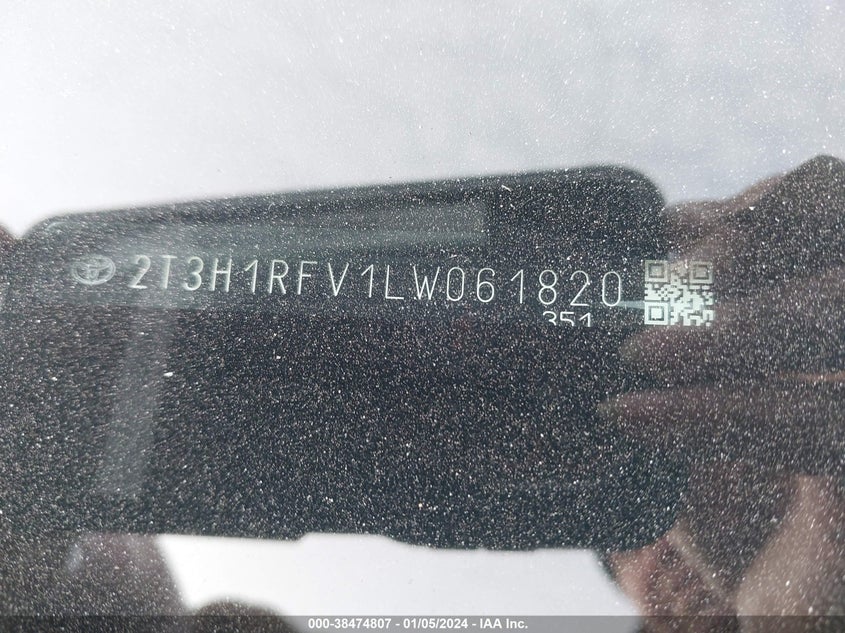 2T3H1RFV1LW061820
351
000-38474807 - 01/05/2024 - IAA Inc.